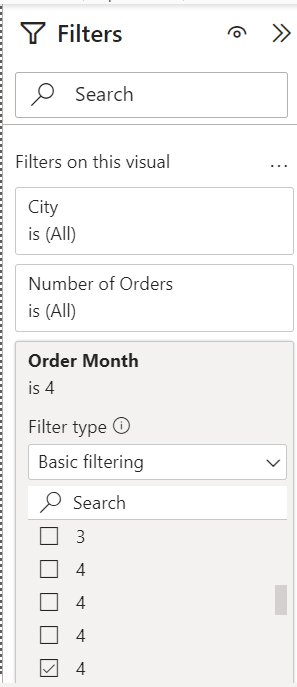 Filters
Search
Filters on this visual
...
City
is (All)
Number of Orders
is (All)
Order Month
is 4
Filter type
Basic filtering
Search
3
4
4
4
4